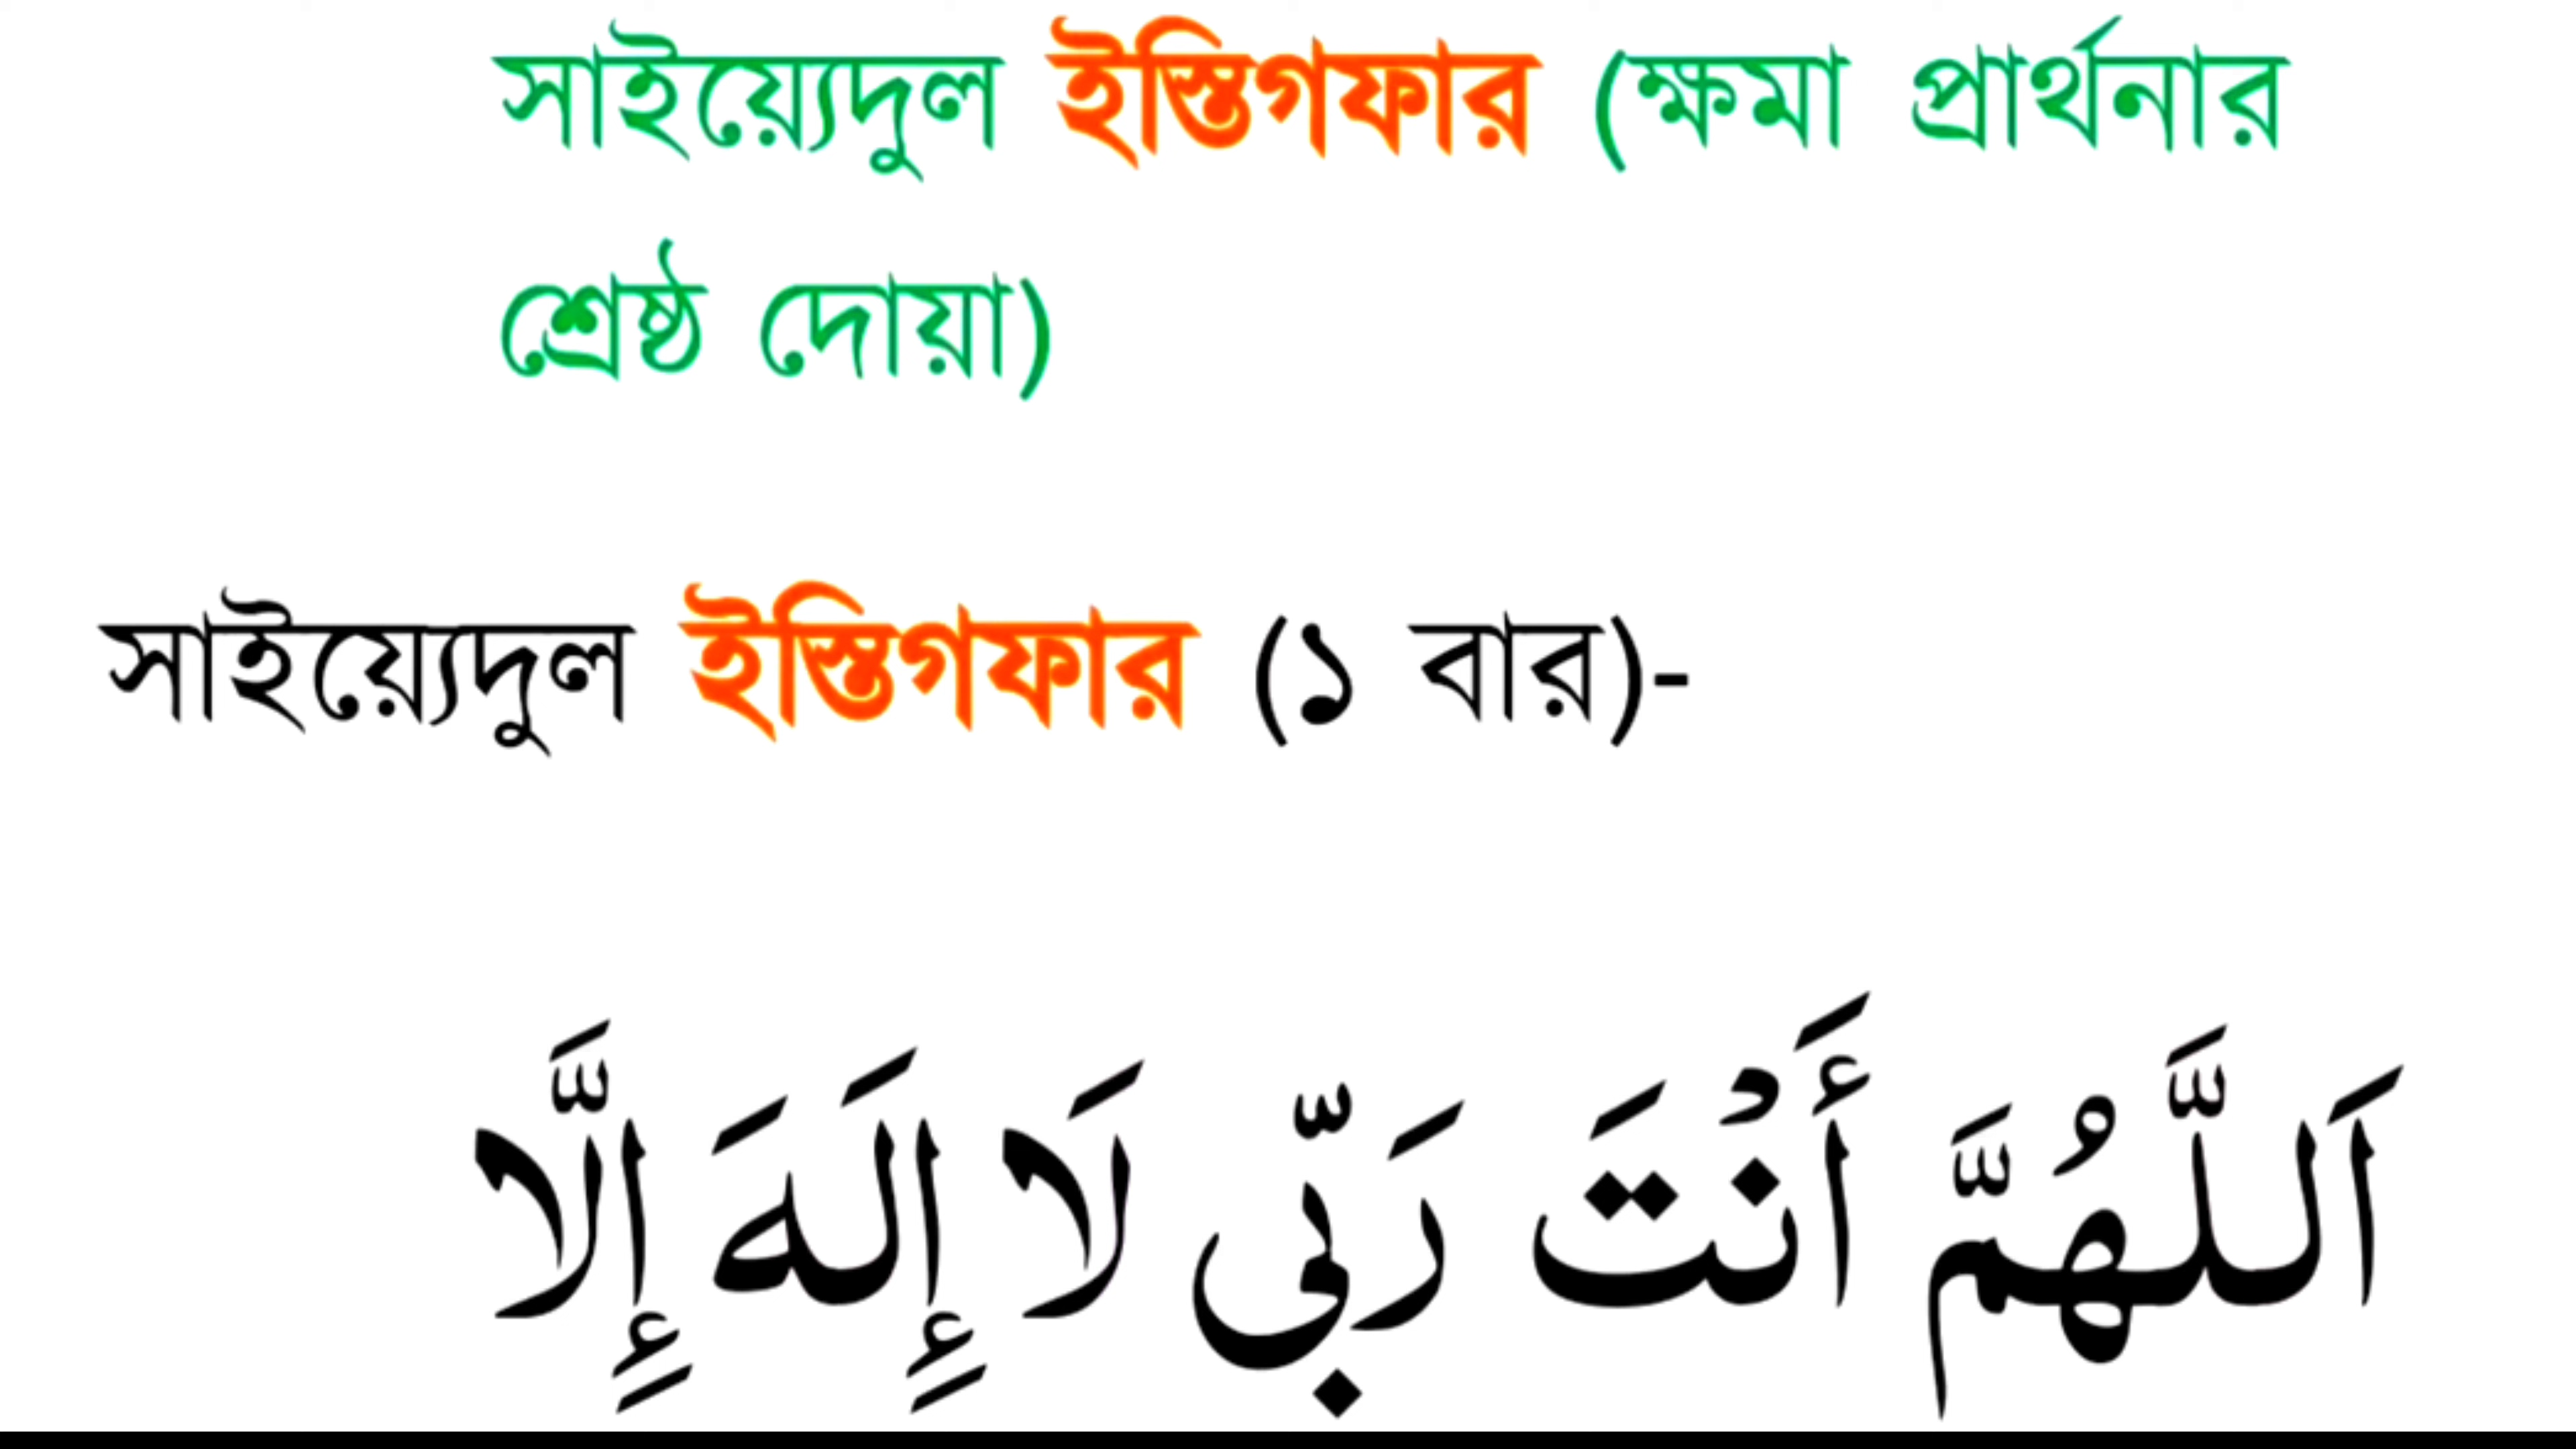 সাইয়্যেদুল ইস্তিগফার (ক্ষমা প্রার্থনার
শ্রেষ্ঠ দোয়া)
সাইয়্যেদুল ইস্তিগফার (১ বার)-
اَللَّهُمَّ أَنْتَ رَبِّى لَا إِلَهَ إِلَّا